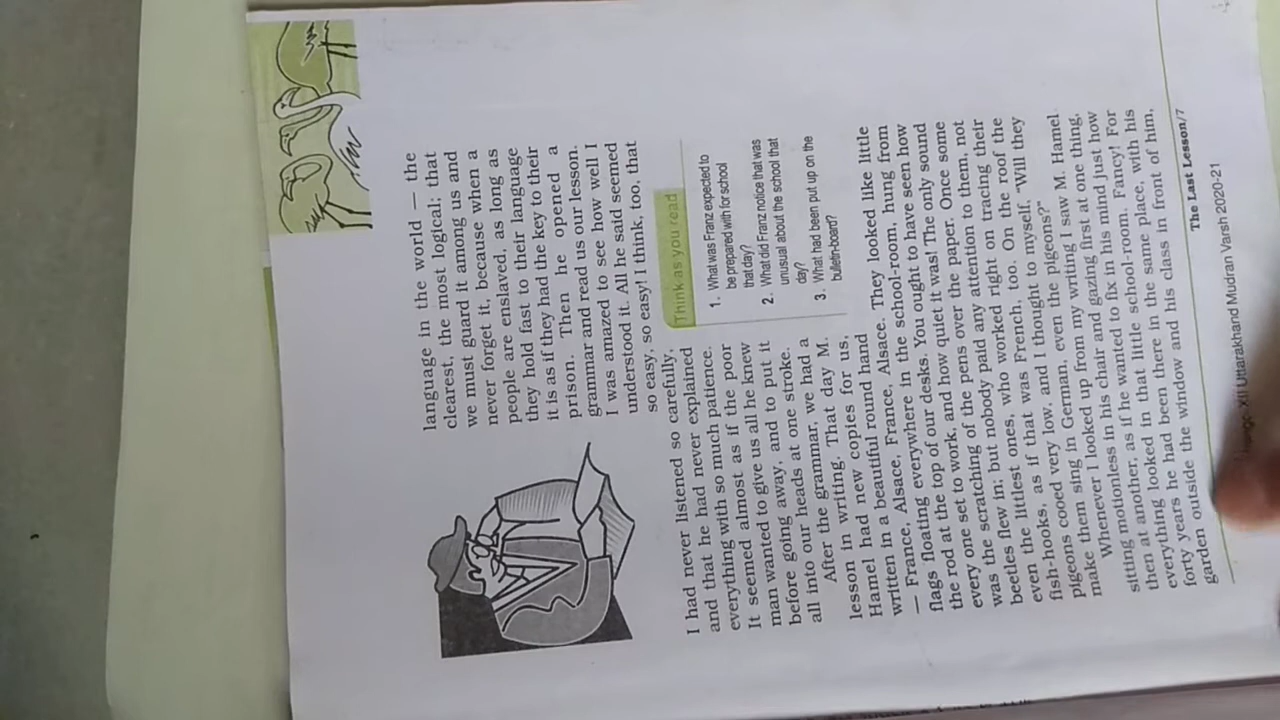 language in the world — the
clearest, the most logical; that
we must guard it among us and
never forget it, because when a
people are enslaved, as long as
they hold fast to their language
it is as if they had the key to their
prison. Then he opened a
grammar and read us our lesson.
I was amazed to see how well I
understood it. All he said seemed
so easy, so easy! I think, too, that
I had never listened so carefully,
and that he had never explained
everything with so much patience.
It seemed almost as if the poor
man wanted to give us all he knew
before going away, and to put it
all into our heads at one stroke.
After the grammar, we had a
lesson in writing. That day M.
Hamel had new copies for us,
written in a beautiful round hand
— France, Alsace, France, Alsace. They looked like little
flags floating everywhere in the school-room, hung from
the rod at the top of our desks. You ought to have seen how
every one set to work, and how quiet it was! The only sound
was the scratching of the pens over the paper. Once some
beetles flew in; but nobody paid any attention to them, not
even the littlest ones, who worked right on tracing their
fish-hooks, as if that was French, too. On the roof the
pigeons cooed very low, and I thought to myself, “Will they
make them sing in German, even the pigeons?”
Whenever I looked up from my writing I saw M. Hamel
sitting motionless in his chair and gazing first at one thing,
then at another, as if he wanted to fix in his mind just how
everything looked in that little school-room. Fancy! For
forty years he had been there in the same place, with his
garden outside the window and his class in front of him,
Think as you read
1. What was Franz expected to
be prepared with for school
that day?
2. What did Franz notice that was
unusual about the school that
day?
3. What had been put up on the
bulletin-board?
The Last Lesson/7
XII Uttarakhand Mudran Varsh 2020-21